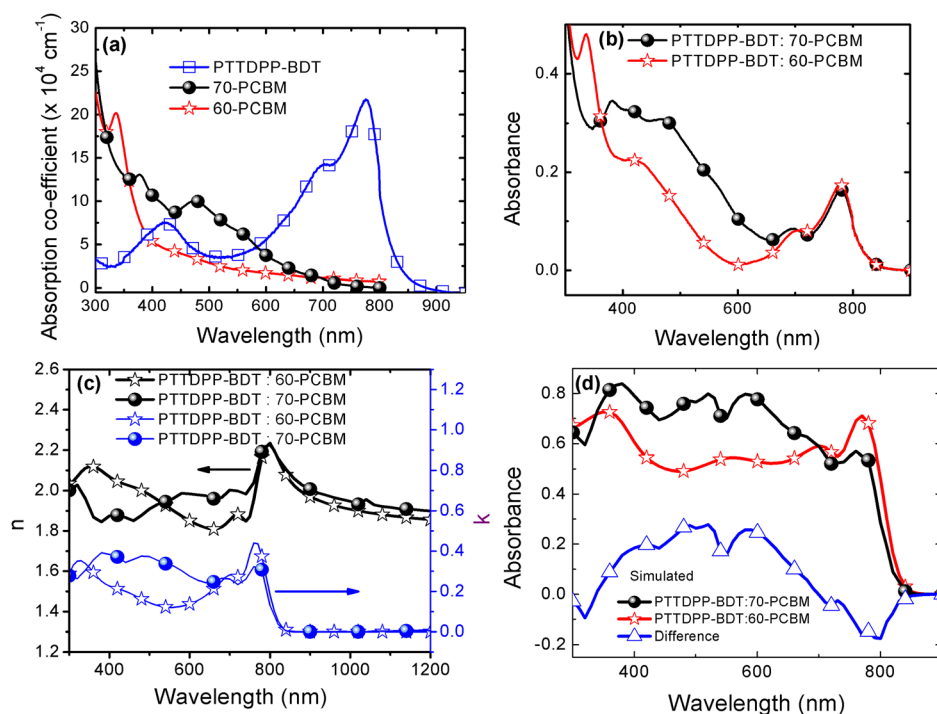 (a)
PTTDPP-BDT
70-PCBM
60-PCBM
Absorption co-efficient (x 10⁴ cm⁻¹)
30
25
20
15
10
5
0
300 400 500 600 700 800 900
Wavelength (nm)
(b)
PTTDPP-BDT: 70-PCBM
PTTDPP-BDT: 60-PCBM
Absorbance
0.4
0.2
0.0
400 600 800
Wavelength (nm)
(c)
PTTDPP-BDT : 60-PCBM
PTTDPP-BDT : 70-PCBM
PTTDPP-BDT : 60-PCBM
PTTDPP-BDT : 70-PCBM
n
2.6
2.4
2.2
2.0
1.8
1.6
1.4
1.2
k
1.2
1.0
0.8
0.6
0.4
0.2
0.0
400 600 800 1000 1200
Wavelength (nm)
(d)
Absorbance
0.8
0.6
0.4
0.2
0.0
-0.2
Simulated
PTTDPP-BDT:70-PCBM
PTTDPP-BDT:60-PCBM
Difference
400 600 800
Wavelength (nm)